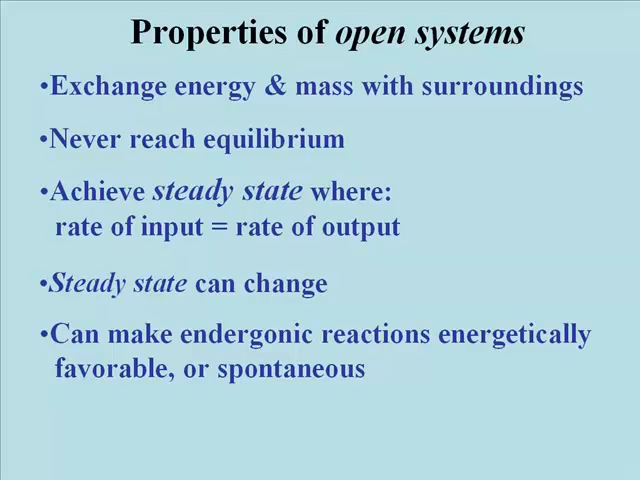 Properties of open systems
•Exchange energy & mass with surroundings
•Never reach equilibrium
•Achieve steady state where:
rate of input = rate of output
•Steady state can change
•Can make endergonic reactions energetically
favorable, or spontaneous